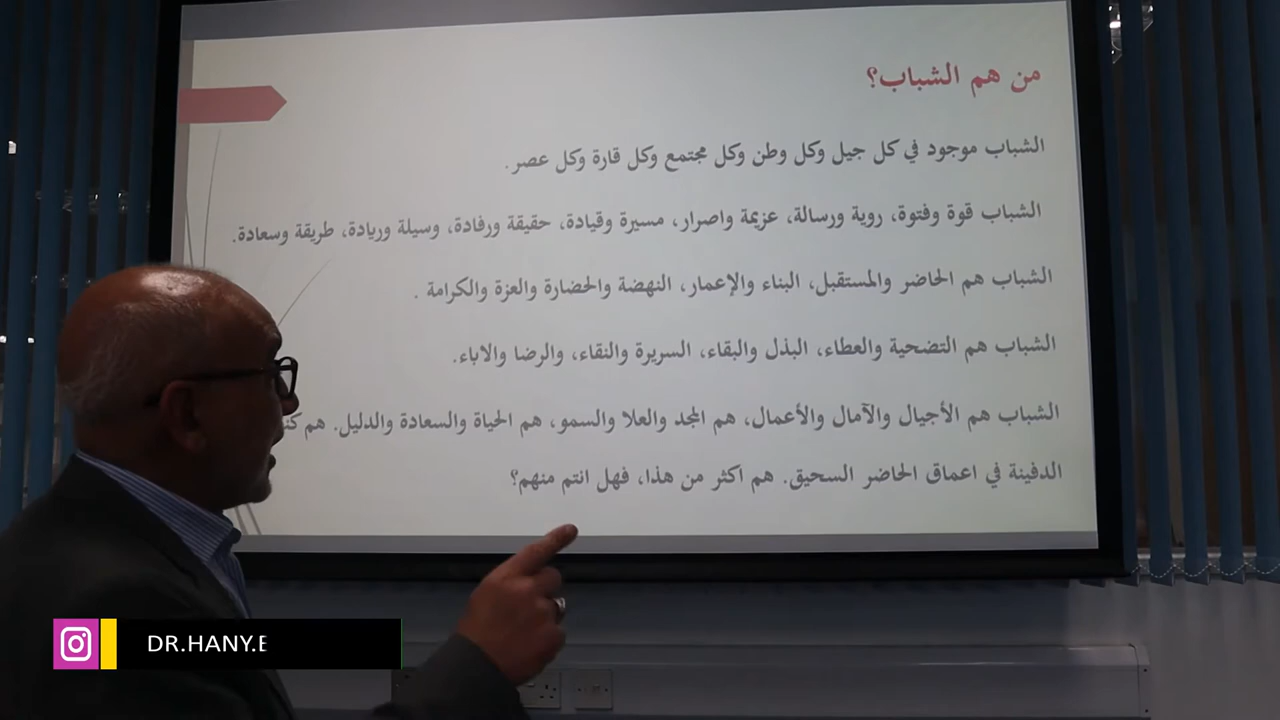 من هم الشباب؟
الشباب موجود في كل جيل وكل وطن وكل مجتمع وكل قارة وكل عصر.
الشباب قوة وفتوة، روية ورسالة، عزيمة واصرار، مسيرة وقيادة، حقيقة ورفادة، وسيلة وريادة، طريقة وسعادة.
الشباب هم الحاضر والمستقبل، البناء والإعمار، النهضة والحضارة والعزة والكرامة .
الشباب هم التضحية والعطاء، البذل والبقاء، السريرة والنقاء، والرضا والاباء.
الشباب هم الأجيال والآمال والأعمال، هم المجد والعلا والسمو، هم الحياة والسعادة والدليل. هم
الدفينة في اعماق الحاضر السحيق. هم اكثر من هذا، فهل انتم منهم؟
DR.HANY.E